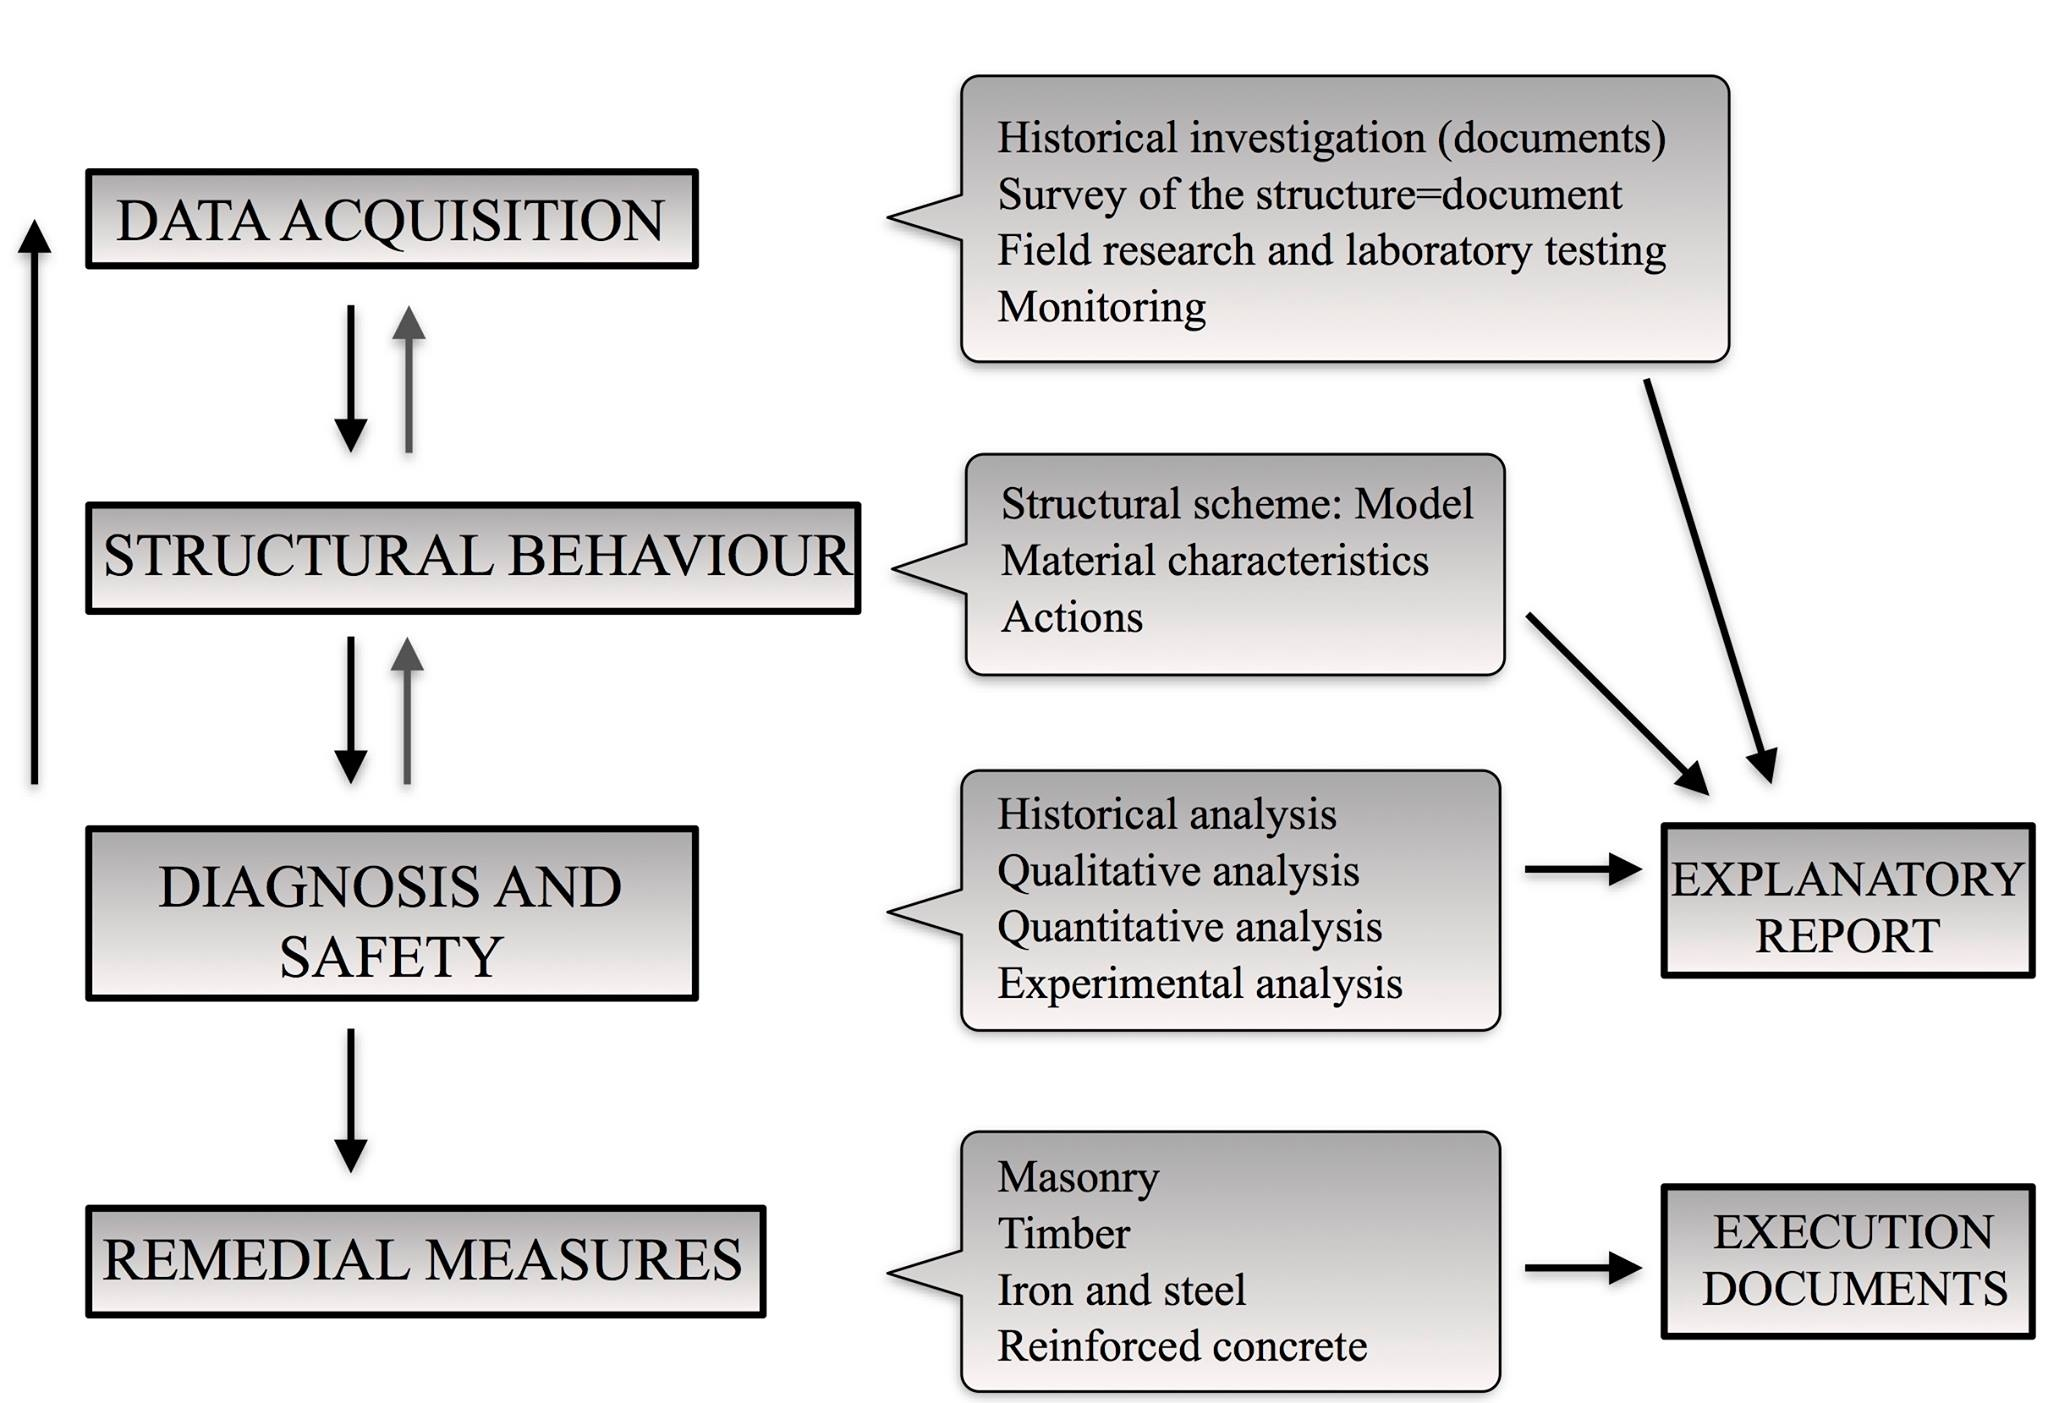 DATA ACQUISITION
Historical investigation (documents)
Survey of the structure=document
Field research and laboratory testing
Monitoring
STRUCTURAL BEHAVIOUR
Structural scheme: Model
Material characteristics
Actions
DIAGNOSIS AND
SAFETY
Historical analysis
Qualitative analysis
Quantitative analysis
Experimental analysis
EXPLANATORY
REPORT
REMEDIAL MEASURES
Masonry
Timber
Iron and steel
Reinforced concrete
EXECUTION
DOCUMENTS